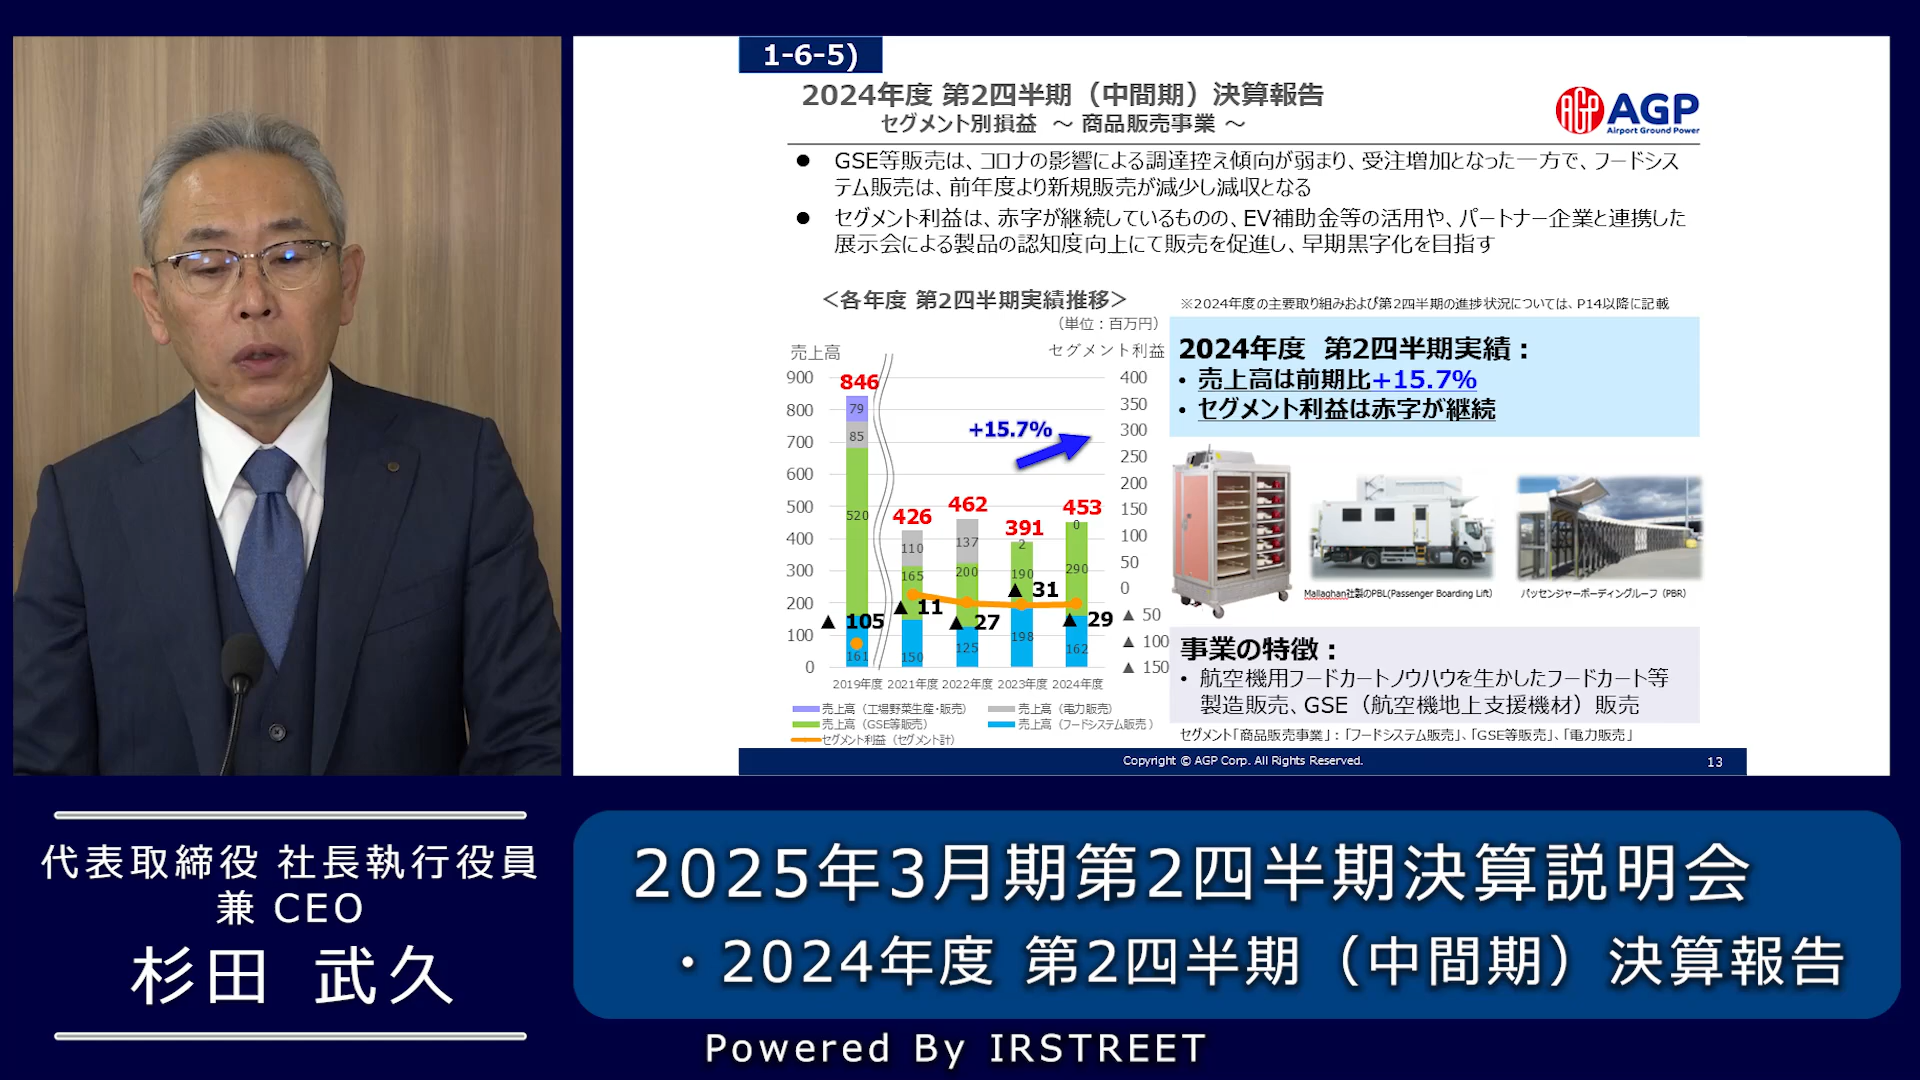 1-6-5)
2024年度 第2四半期（中間期）決算報告
セグメント別損益 ～ 商品販売事業 ～
AGP
AGP
Airport Ground Power
● GSE等販売は、コロナの影響による調達控え傾向が弱まり、受注増加となった一方で、フードシス
テム販売は、前年度より新規販売が減少し減収となる
● セグメント利益は、赤字が継続しているものの、EV補助金等の活用や、パートナー企業と連携した
展示会による製品の認知度向上にて販売を促進し、早期黒字化を目指す
＜各年度 第2四半期実績推移＞
（単位：百万円）
売上高
セグメント利益
900
800
700
600
500
400
300
200
100
0
846
79
85
520
161
▲ 105
426
110
165
150
▲ 11
462
137
200
125
▲ 27
391
2
190
198
▲ 31
+15.7%
453
0
290
162
▲ 29
400
350
300
250
200
150
100
50
0
▲ 50
▲ 100
▲ 150
2019年度 2021年度 2022年度 2023年度 2024年度
売上高（工場野菜生産・販売） 売上高（電力販売）
売上高（GSE等販売） 売上高（フードシステム販売）
セグメント利益（セグメント計）
※2024年度の主要取り組みおよび第2四半期の進捗状況については、P14以降に記載
2024年度 第2四半期実績：
• 売上高は前期比+15.7%
• セグメント利益は赤字が継続
Mallaghan社製のPBL(Passenger Boarding Lift)
パッセンジャーボーディングルーフ（PBR）
事業の特徴：
• 航空機用フードカートノウハウを生かしたフードカート等
製造販売、GSE（航空機地上支援機材）販売
セグメント「商品販売事業」：「フードシステム販売」、「GSE等販売」、「電力販売」
Copyright © AGP Corp. All Rights Reserved.
13
代表取締役 社長執行役員
兼 CEO
杉田 武久
2025年3月期第2四半期決算説明会
・2024年度 第2四半期（中間期）決算報告
Powered By IRSTREET